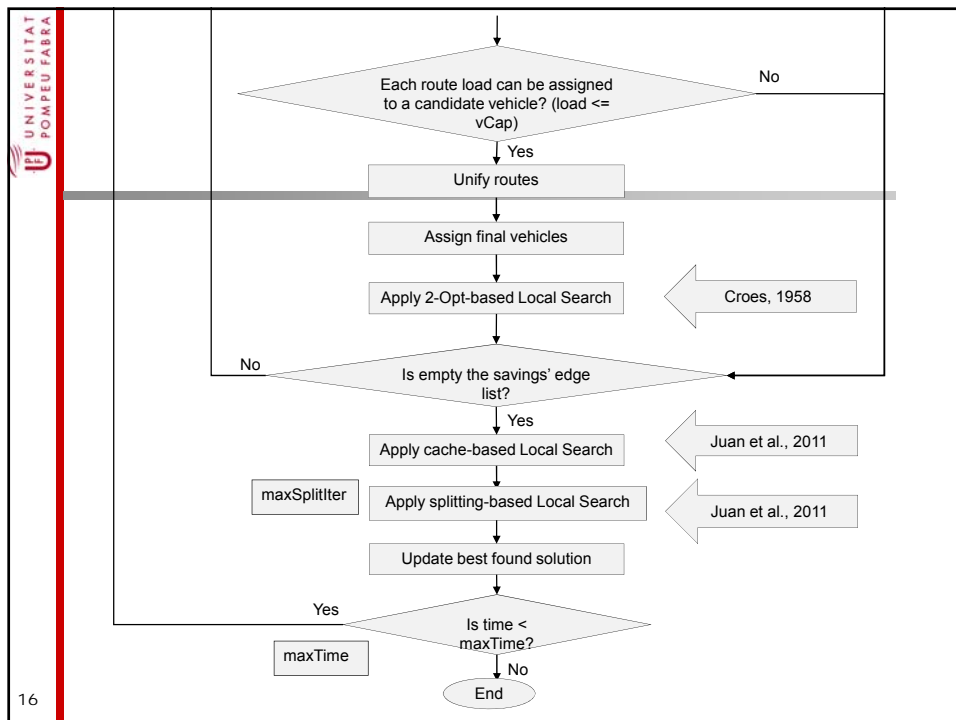 UNIVERSITAT
POMPEU FABRA
Each route load can be assigned
to a candidate vehicle? (load <=
vCap)
No
Yes
Unify routes
Assign final vehicles
Apply 2-Opt-based Local Search
Croes, 1958
No
Is empty the savings’ edge
list?
Yes
Apply cache-based Local Search
Juan et al., 2011
maxSplitIter
Apply splitting-based Local Search
Juan et al., 2011
Update best found solution
Yes
Is time <
maxTime?
maxTime
No
End
16